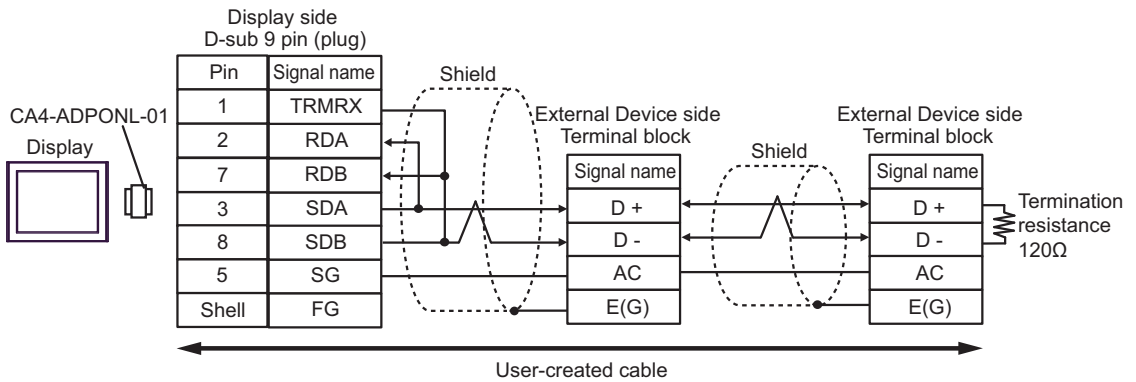 Display side
D-sub 9 pin (plug)
CA4-ADPONL-01
Display
Pin Signal name
1 TRMRX
2 RDA
7 RDB
3 SDA
8 SDB
5 SG
Shell FG
Shield
External Device side
Terminal block
Signal name
D +
D -
AC
E(G)
Shield
External Device side
Terminal block
Signal name
D +
D -
AC
E(G)
Termination
resistance
120Ω
User-created cable